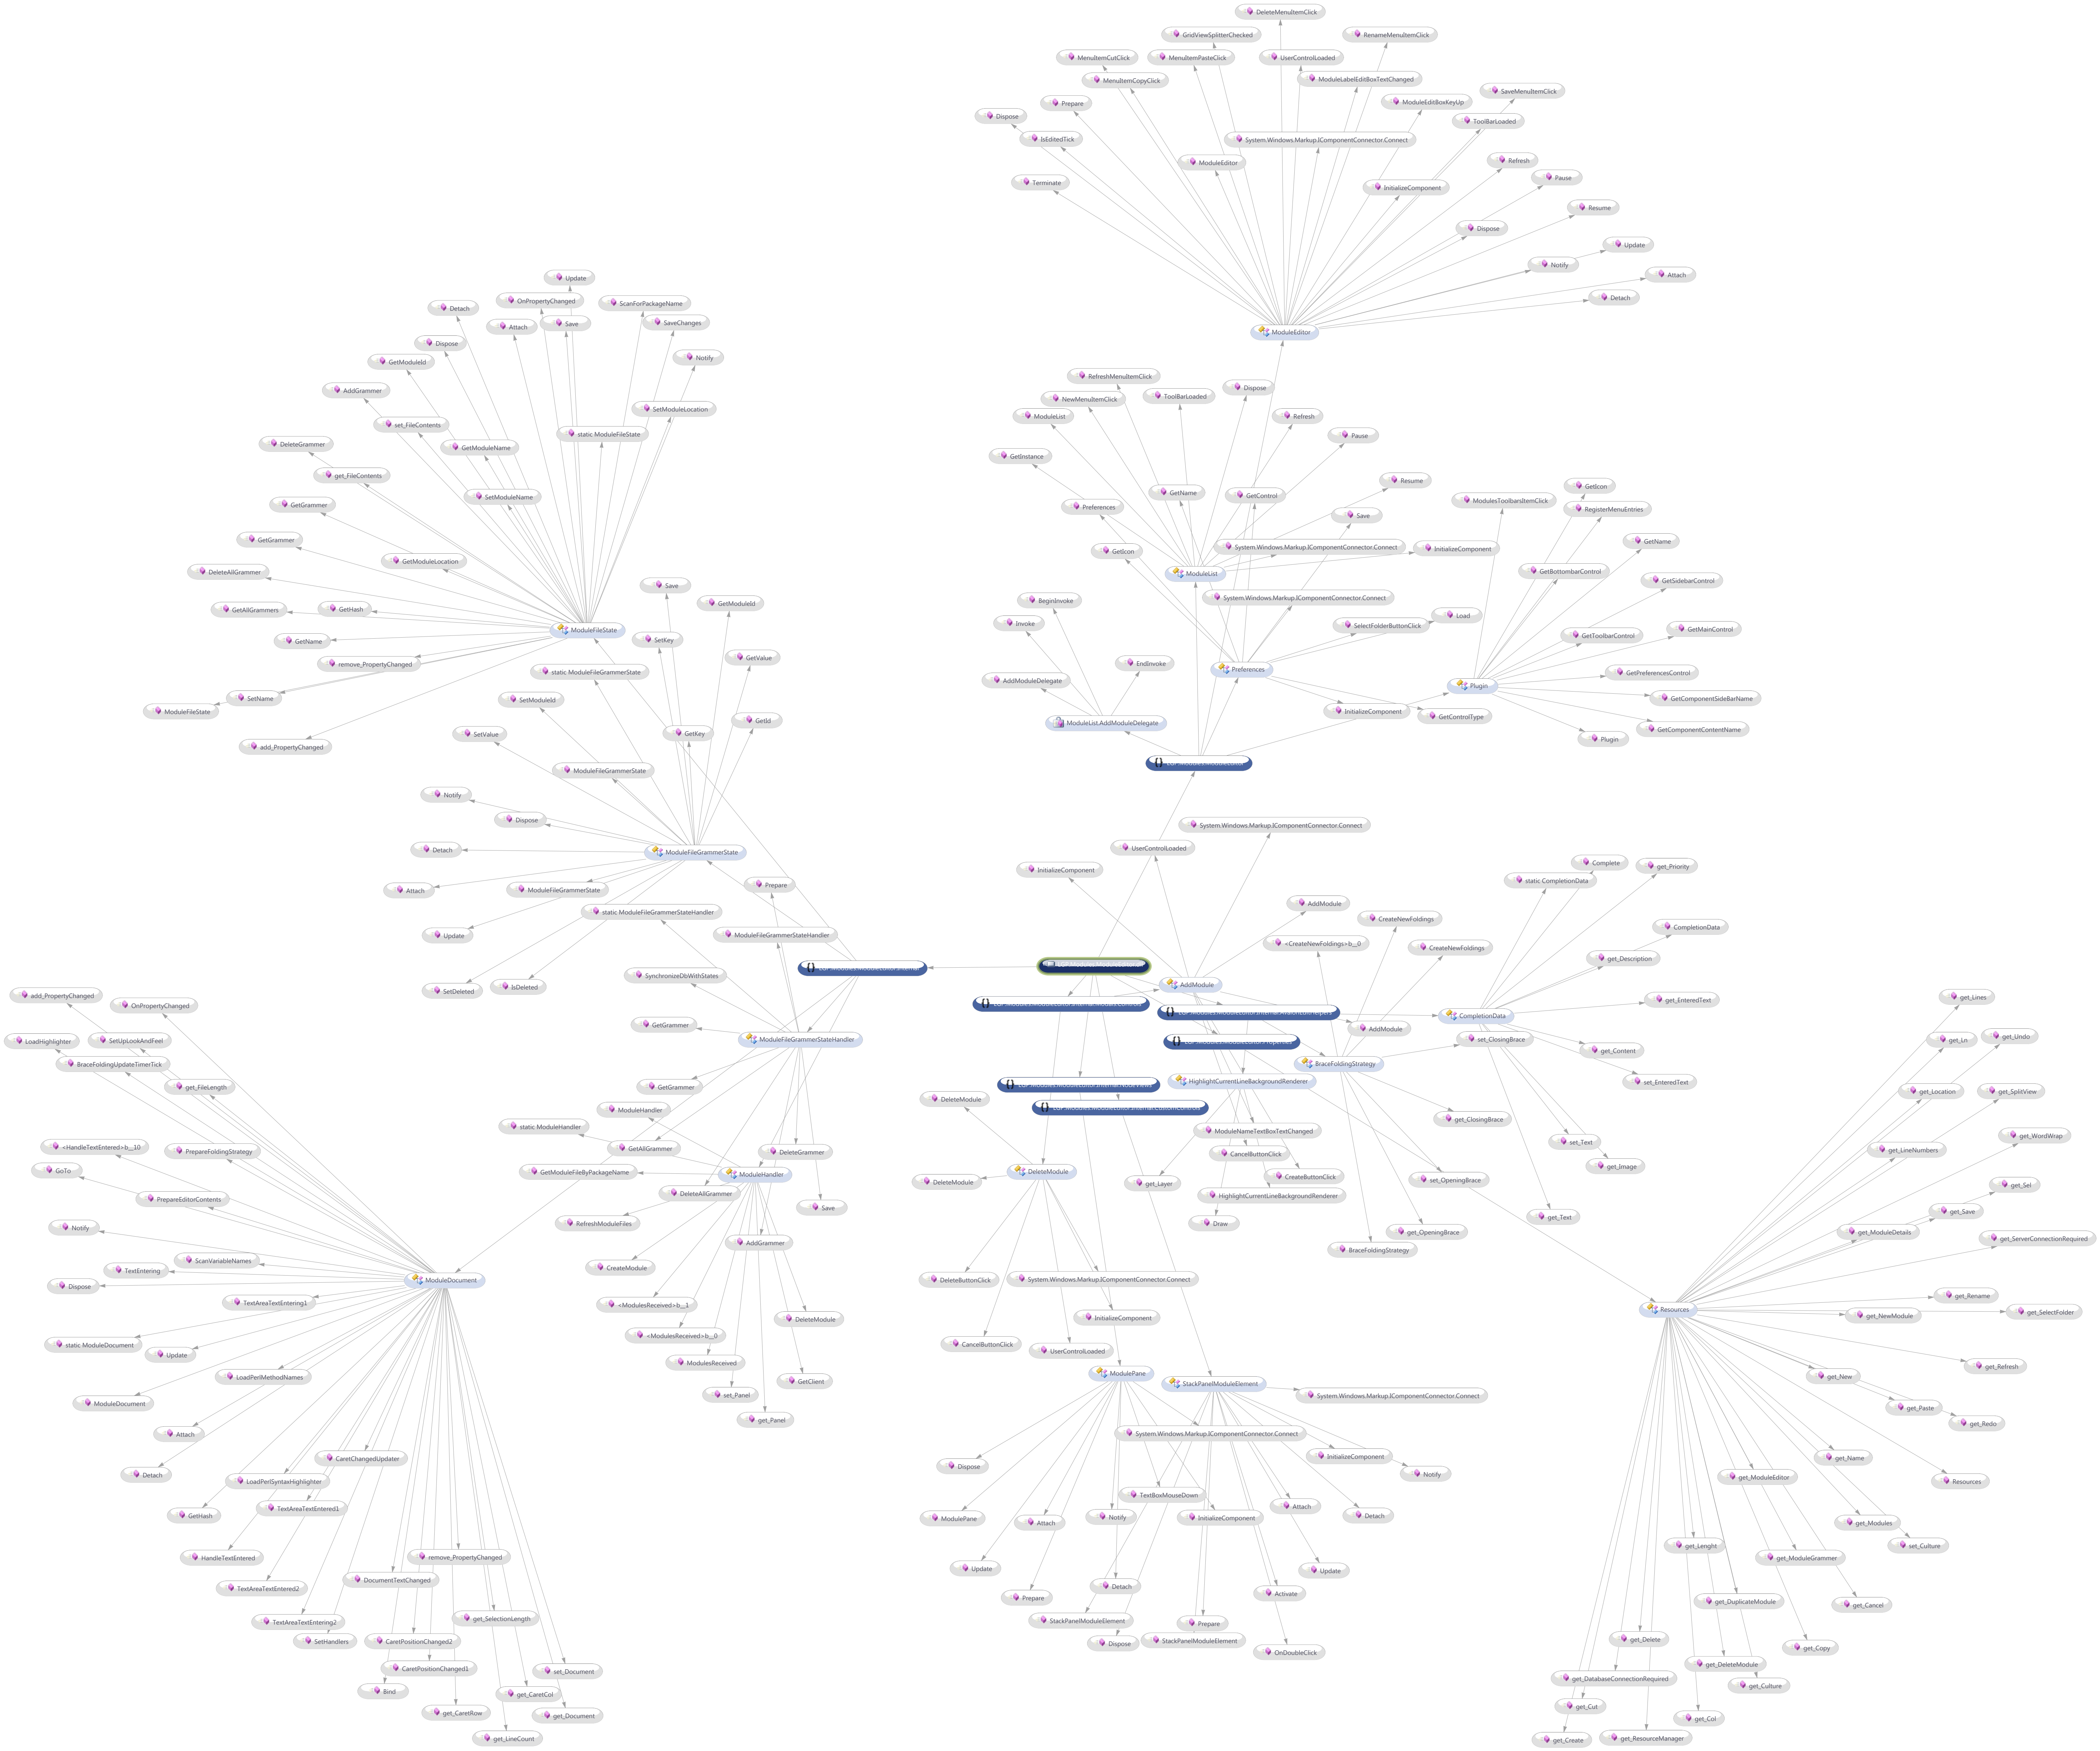 DeleteMenuItemClick
GridViewSplitterChecked
RenameMenuItemClick
MenuItemCutClick
MenuItemPasteClick
UserControlLoaded
MenuItemCopyClick
ModuleLabelEditBoxTextChanged
SaveMenuItemClick
Prepare
ModuleEditBoxKeyUp
Dispose
ToolBarLoaded
IsEditedTick
System.Windows.Markup.IComponentConnector.Connect
ModuleEditor
Refresh
Terminate
InitializeComponent
Pause
Resume
Dispose
Update
Notify
Attach
Detach
ModuleEditor
Update
OnPropertyChanged
ScanForPackageName
Detach
Attach
Save
SaveChanges
Dispose
GetModuleId
Notify
AddGrammer
SetModuleLocation
set_FileContents
static ModuleFileState
DeleteGrammer
GetModuleName
get_FileContents
SetModuleName
GetGrammer
GetGrammer
GetModuleLocation
DeleteAllGrammer
GetAllGrammers
GetHash
GetName
ModuleFileState
remove_PropertyChanged
SetName
ModuleFileState
add_PropertyChanged
RefreshMenuItemClick
NewMenuItemClick
ToolBarLoaded
Dispose
ModuleList
Refresh
Pause
GetInstance
Resume
GetName
GetControl
Preferences
Save
GetIcon
System.Windows.Markup.IComponentConnector.Connect
InitializeComponent
ModuleList
System.Windows.Markup.IComponentConnector.Connect
BeginInvoke
Invoke
SelectFolderButtonClick
Load
EndInvoke
Preferences
AddModuleDelegate
ModuleList.AddModuleDelegate
InitializeComponent
GetControlType
ModulesToolbarsItemClick
GetIcon
RegisterMenuEntries
GetName
GetBottombarControl
GetSidebarControl
GetToolbarControl
GetMainControl
GetPreferencesControl
Plugin
GetComponentSideBarName
GetComponentContentName
Plugin
Save
GetModuleId
SetKey
GetValue
static ModuleFileGrammerState
SetModuleId
GetId
SetValue
GetKey
ModuleFileGrammerState
Notify
Dispose
Detach
ModuleFileGrammerState
Attach
ModuleFileGrammerState
Update
SetDeleted
IsDeleted
Prepare
static ModuleFileGrammerStateHandler
ModuleFileGrammerStateHandler
SynchronizeDbWithStates
GetGrammer
ModuleFileGrammerStateHandler
GetGrammer
ModuleHandler
static ModuleHandler
GetAllGrammer
DeleteGrammer
GetModuleFileByPackageName
ModuleHandler
DeleteAllGrammer
Save
RefreshModuleFiles
AddGrammer
CreateModule
<ModulesReceived>b__1
DeleteModule
<ModulesReceived>b__0
ModulesReceived
GetClient
set_Panel
get_Panel
UserControlLoaded
System.Windows.Markup.IComponentConnector.Connect
InitializeComponent
AddModule
<CreateNewFoldings>b__0
CreateNewFoldings
CreateNewFoldings
AddModule
AddModule
BraceFoldingStrategy
HighlightCurrentLineBackgroundRenderer
Complete
static CompletionData
get_Priority
CompletionData
get_Description
get_EnteredText
CompletionData
set_ClosingBrace
get_Content
set_EnteredText
get_ClosingBrace
set_Text
get_Image
get_Text
ModuleNameTextBoxTextChanged
CancelButtonClick
CreateButtonClick
get_Layer
HighlightCurrentLineBackgroundRenderer
Draw
set_OpeningBrace
get_OpeningBrace
BraceFoldingStrategy
DeleteModule
DeleteModule
DeleteModule
DeleteButtonClick
System.Windows.Markup.IComponentConnector.Connect
InitializeComponent
CancelButtonClick
UserControlLoaded
ModulePane
StackPanelModuleElement
System.Windows.Markup.IComponentConnector.Connect
System.Windows.Markup.IComponentConnector.Connect
Dispose
InitializeComponent
Notify
TextBoxMouseDown
Attach
ModulePane
Attach
Notify
InitializeComponent
Detach
Update
Update
Detach
Activate
Prepare
StackPanelModuleElement
Prepare
StackPanelModuleElement
Dispose
OnDoubleClick
add_PropertyChanged
OnPropertyChanged
LoadHighlighter
SetUpLookAndFeel
BraceFoldingUpdateTimerTick
get_FileLength
<HandleTextEntered>b__10
PrepareFoldingStrategy
GoTo
PrepareEditorContents
Notify
ScanVariableNames
TextEntering
Dispose
ModuleDocument
TextAreaTextEntering1
static ModuleDocument
Update
LoadPerlMethodNames
ModuleDocument
Attach
CaretChangedUpdater
Detach
LoadPerlSyntaxHighlighter
TextAreaTextEntered1
GetHash
HandleTextEntered
remove_PropertyChanged
DocumentTextChanged
TextAreaTextEntered2
get_SelectionLength
TextAreaTextEntering2
SetHandlers
CaretPositionChanged2
CaretPositionChanged1
set_Document
Bind
get_CaretCol
get_CaretRow
get_Document
get_LineCount
get_Lines
get_Ln
get_Undo
get_Location
get_SplitView
get_WordWrap
get_LineNumbers
get_Sel
get_Save
get_ModuleDetails
get_ServerConnectionRequired
get_Rename
Resources
get_NewModule
get_SelectFolder
get_Refresh
get_New
get_Paste
get_Redo
get_Name
get_ModuleEditor
Resources
get_Modules
get_Lenght
set_Culture
get_ModuleGrammer
get_DuplicateModule
get_Cancel
get_Delete
get_Copy
get_DeleteModule
get_DatabaseConnectionRequired
get_Culture
get_Cut
get_Col
get_Create
get_ResourceManager